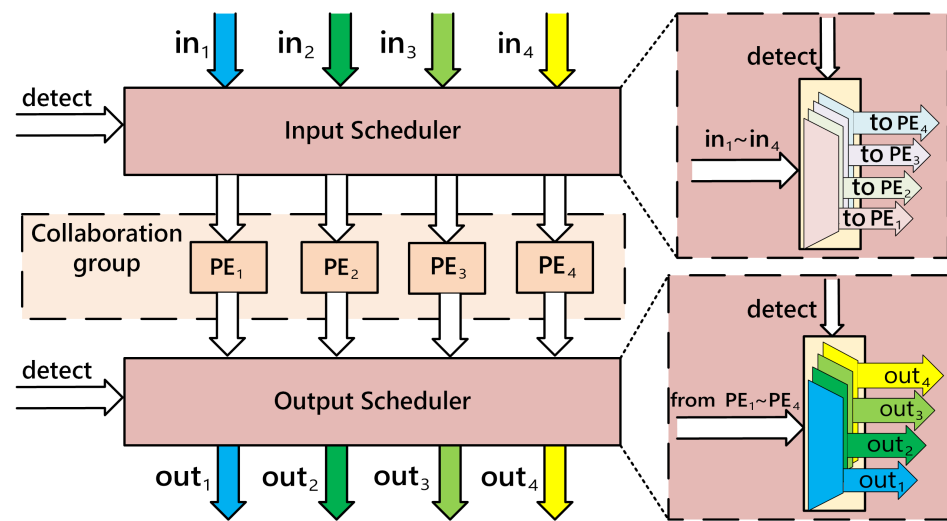 in₁
in₂
in₃
in₄
detect
Input Scheduler
Collaboration
group
PE₁
PE₂
PE₃
PE₄
detect
Output Scheduler
out₁
out₂
out₃
out₄
detect
in₁~in₄
to PE₄
to PE₃
to PE₂
to PE₁
detect
from PE₁~PE₄
out₄
out₃
out₂
out₁